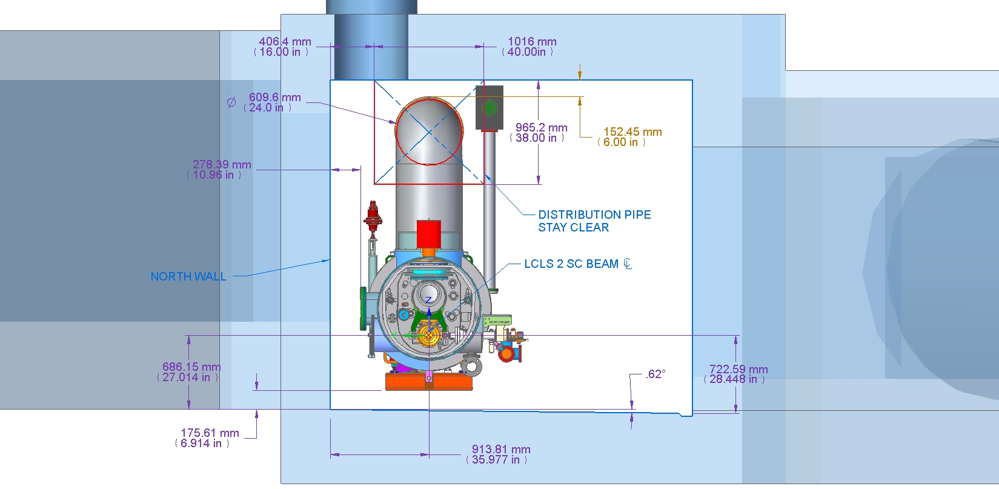 406.4 mm
( 16.00 in )
1016 mm
( 40.00in )
Ø 609.6 mm
( 24.0 in )
965.2 mm
( 38.00 in )
152.45 mm
( 6.00 in )
278.39 mm
( 10.96 in )
DISTRIBUTION PIPE
STAY CLEAR
LCLS 2 SC BEAM ℄
NORTH WALL
Z
Y
686.15 mm
( 27.014 in )
.62°
722.59 mm
( 28.448 in )
175.61 mm
( 6.914 in )
913.81 mm
( 35.977 in )